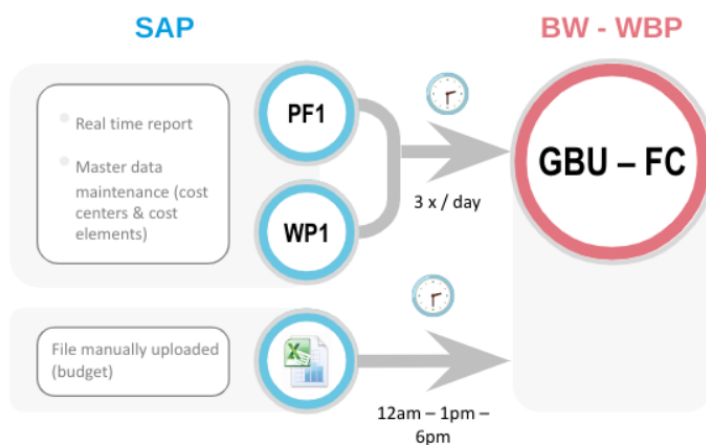 SAP
BW - WBP
Real time report
Master data
maintenance (cost
centers & cost
elements)
PF1
WP1
3 x / day
GBU – FC
File manually uploaded
(budget)
12am – 1pm –
6pm